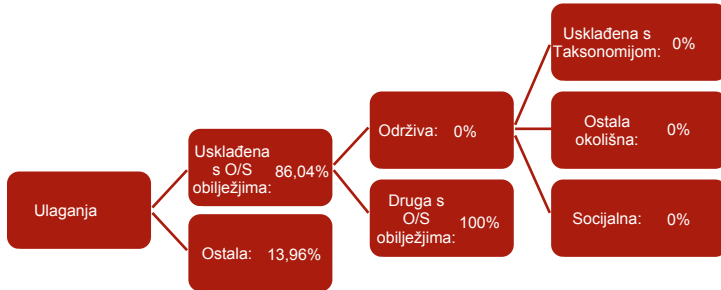 Ulaganja
Usklađena
s O/S
obilježjima:
86,04%
Ostala: 13,96%
Održiva: 0%
Druga s
O/S
obilježjima:
100%
Usklađena s
Taksonomijom:
0%
Ostala
okolišna:
0%
Socijalna: 0%